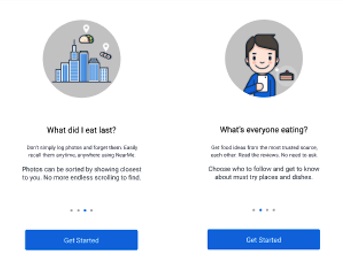 What did I eat last?
Don't simply log photos and forget them. Easily
recall them anytime, anywhere using NearMe.
Photos can be sorted by showing closest
to you. No more endless scrolling to find.
Get Started
What's everyone eating?
Get food ideas from the most trusted source,
each other. Read the reviews. No need to ask.
Choose who to follow and get to know
about must try places and dishes.
Get Started